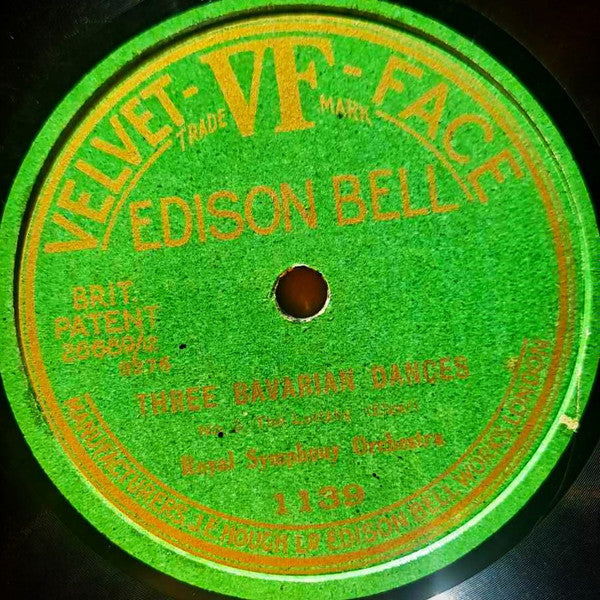 VELVET-VF-FACE
TRADE MARK
EDISON BELL
BRIT.
PATENT
THREE BAVARIAN DANCES
Royal Symphony Orchestra
1139
MANUFACTURERS, J.E. HOUGH LD EDISON BELL WORKS, LONDON